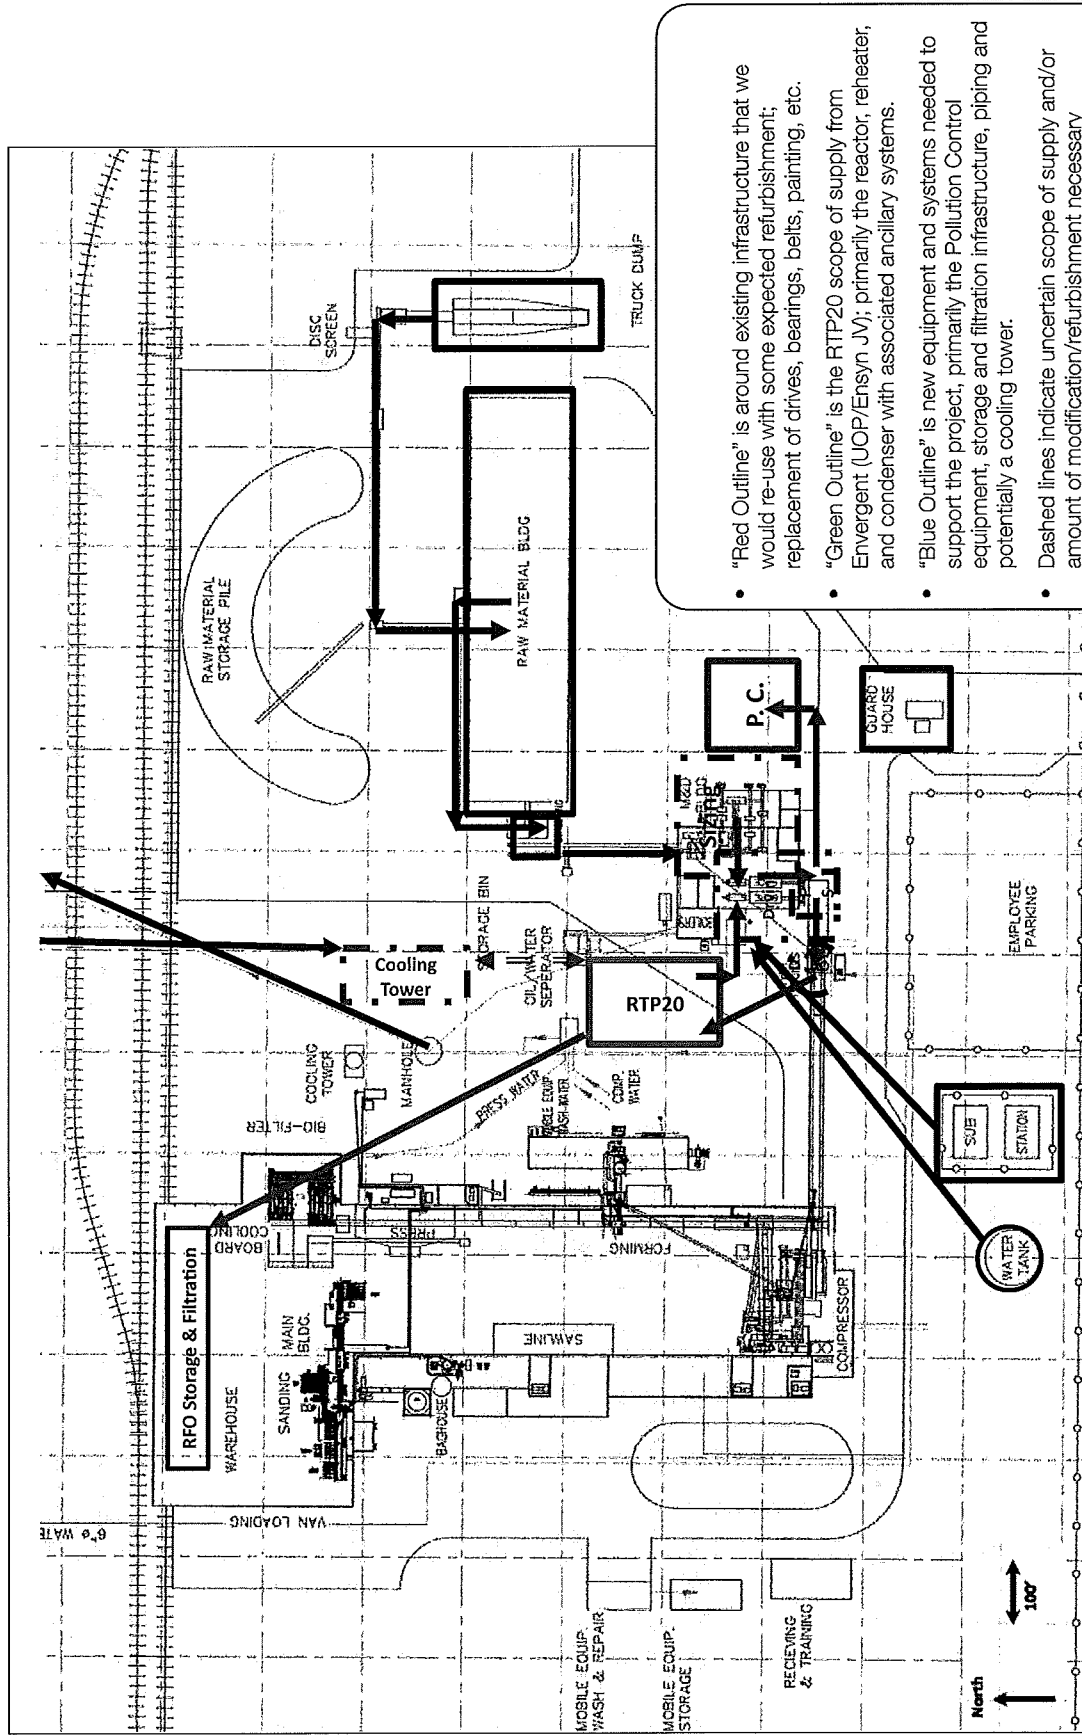 RAW MATERIAL
STORAGE PILE
DISC
SCREEN
TRUCK DUMP
RAW MATERIAL BLDG
6"ø WATE
VAN LOADING
WAREHOUSE
RFO Storage & Filtration
SANDING
MAIN
BLDG.
BOARD
COOLING
BIO-FILTER
COOLING
TOWER
MANHOLE
Cooling
Tower
STORAGE BIN
OIL/WATER
SEPERATOR
PRESS WATER
WASH WATER
COMP.
WATER
PRESS
FORMING
BAGHOUSE
SAWLINE
COMPRESSOR
RTP20
Sizing
P. C.
GUARD
HOUSE
EMPLOYEE
PARKING
SUB
STATION
WATER
TANK
MOBILE EQUIP.
WASH & REPAIR
MOBILE EQUIP.
STORAGE
RECIEVING
& TRAINING
North
100'
• "Red Outline" is around existing infrastructure that we
would re-use with some expected refurbishment;
replacement of drives, bearings, belts, painting, etc.
• "Green Outline" is the RTP20 scope of supply from
Envergent (UOP/Ensyn JV); primarily the reactor, reheater,
and condenser with associated ancillary systems.
• "Blue Outline" is new equipment and systems needed to
support the project, primarily the Pollution Control
equipment, storage and filtration infrastructure, piping and
potentially a cooling tower.
• Dashed lines indicate uncertain scope of supply and/or
amount of modification/refurbishment necessary